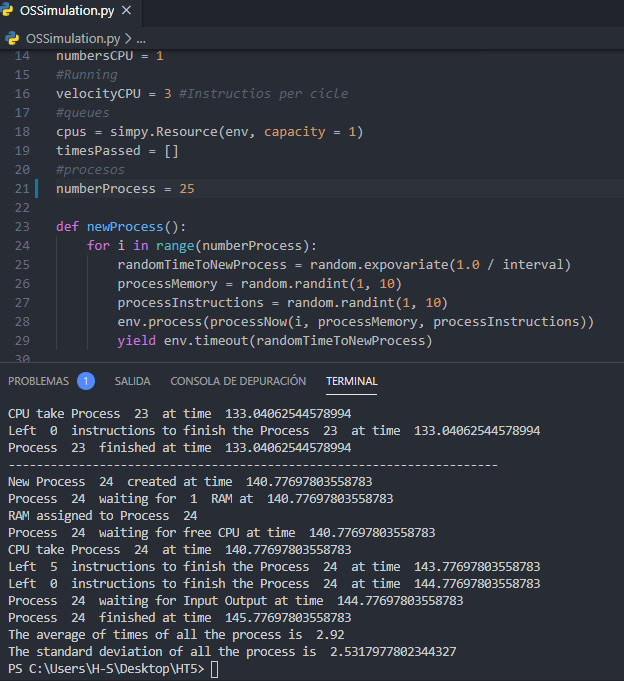 OSSimulation.py ×
OSSimulation.py > ...
14 numbersCPU = 1
15 #Running
16 velocityCPU = 3 #Instructios per cicle
17 #queues
18 cpus = simpy.Resource(env, capacity = 1)
19 timesPassed = []
20 #procesos
21 numberProcess = 25
22
23 def newProcess():
24     for i in range(numberProcess):
25         randomTimeToNewProcess = random.expovariate(1.0 / interval)
26         processMemory = random.randint(1, 10)
27         processInstructions = random.randint(1, 10)
28         env.process(processNow(i, processMemory, processInstructions))
29         yield env.timeout(randomTimeToNewProcess)
30
PROBLEMAS 1 SALIDA CONSOLA DE DEPURACIÓN TERMINAL
CPU take Process  23  at time  133.04062544578994
Left  0  instructions to finish the Process  23  at time  133.04062544578994
Process  23  finished at time  133.04062544578994
----------------------------------------------------------------------
New Process  24  created at time  140.77697803558783
Process  24  waiting for  1  RAM at  140.77697803558783
RAM assigned to Process  24
Process  24  waiting for free CPU at time  140.77697803558783
CPU take Process  24  at time  140.77697803558783
Left  5  instructions to finish the Process  24  at time  143.77697803558783
Left  0  instructions to finish the Process  24  at time  144.77697803558783
Process  24  waiting for Input Output at time  144.77697803558783
Process  24  finished at time  145.77697803558783
The average of times of all the process is  2.92
The standard deviation of all the process is  2.5317977802344327
PS C:\Users\H-S\Desktop\HT5>